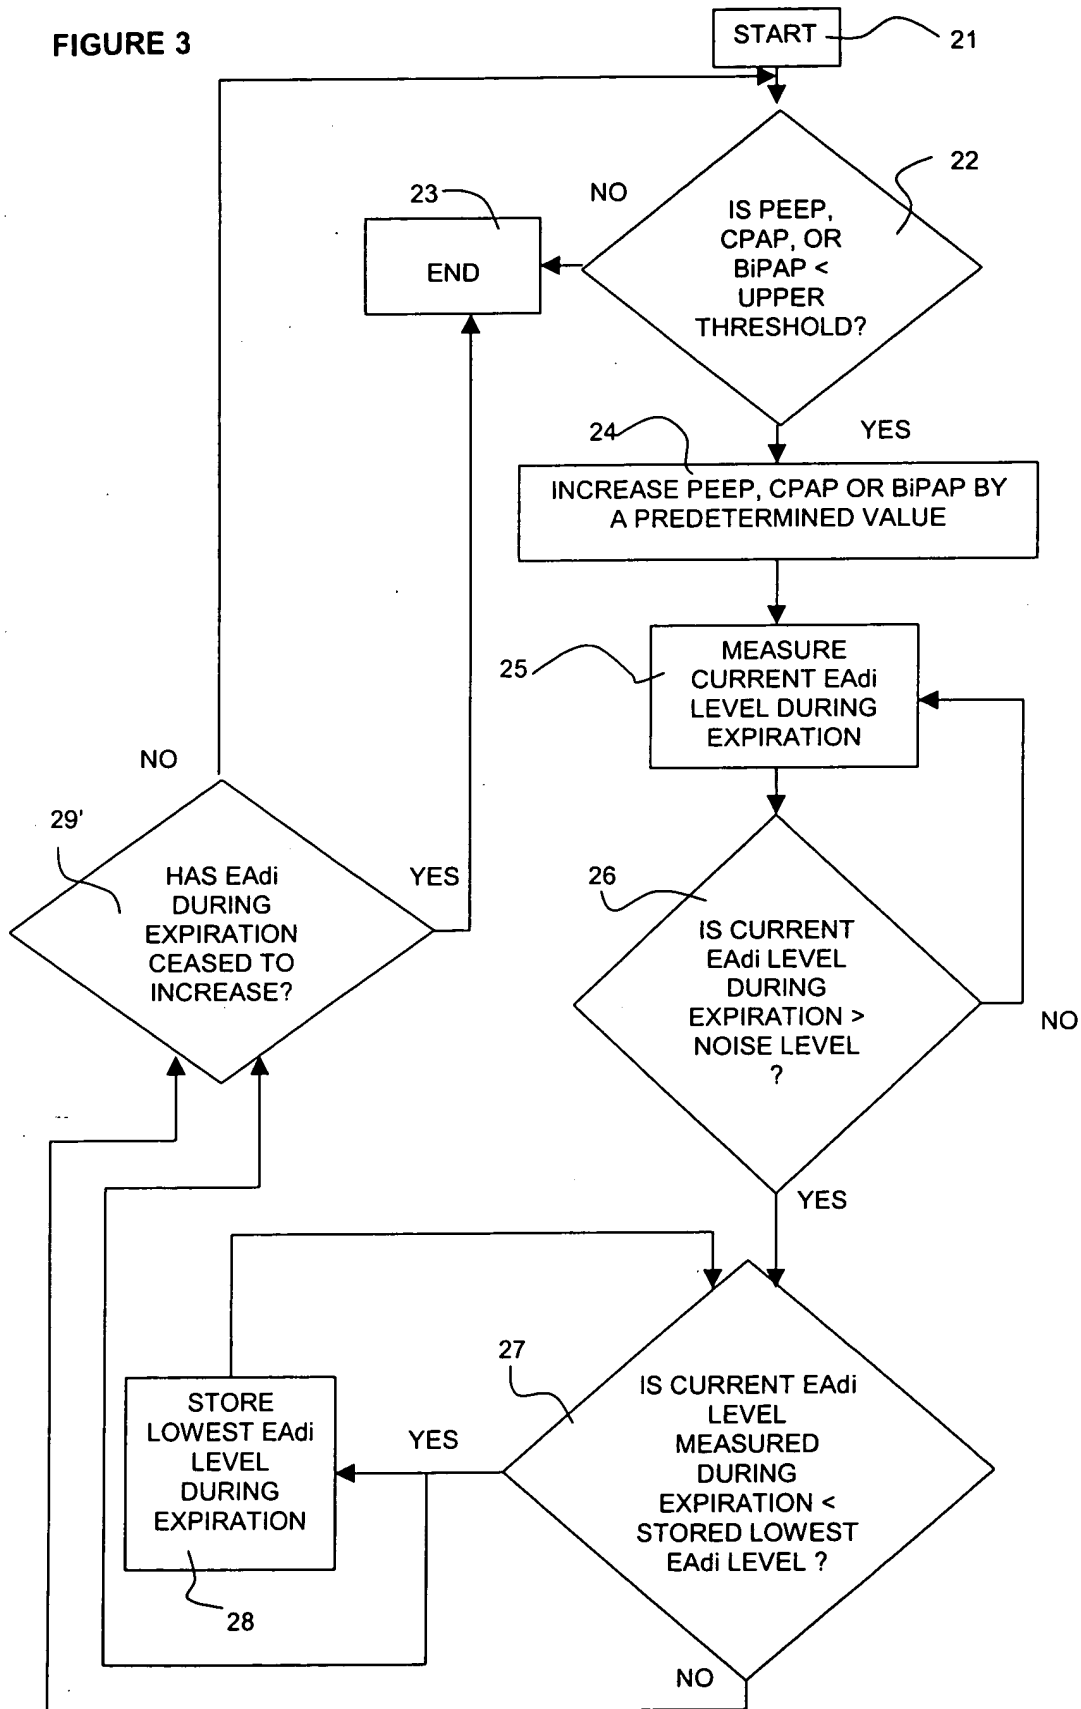 FIGURE 3
START
21
22
NO
23
IS PEEP,
CPAP, OR
BiPAP <
UPPER
THRESHOLD?
END
24
YES
INCREASE PEEP, CPAP OR BiPAP BY
A PREDETERMINED VALUE
25
MEASURE
CURRENT EAdi
LEVEL DURING
EXPIRATION
NO
29'
HAS EAdi
DURING
EXPIRATION
CEASED TO
INCREASE?
YES
26
IS CURRENT
EAdi LEVEL
DURING
EXPIRATION >
NOISE LEVEL
?
NO
YES
27
IS CURRENT EAdi
LEVEL
MEASURED
DURING
EXPIRATION <
STORED LOWEST
EAdi LEVEL ?
STORE
LOWEST EAdi
LEVEL
DURING
EXPIRATION
YES
28
NO